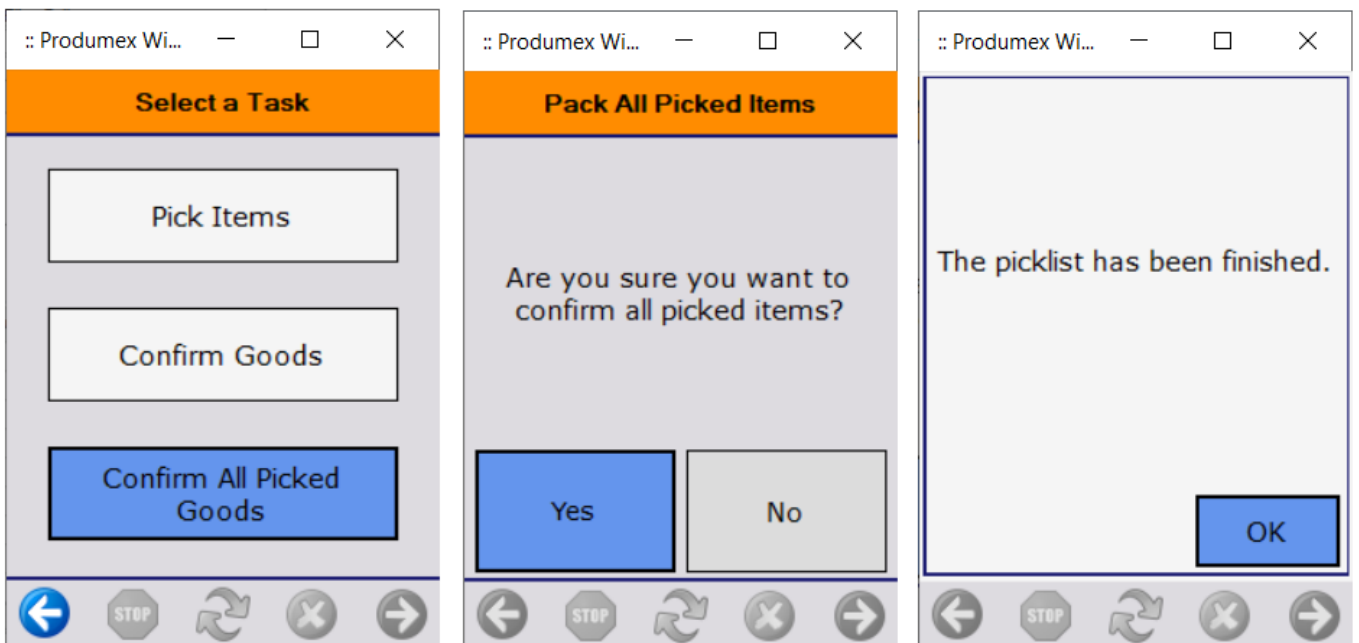 :: Produmex Wi...
Select a Task
Pick Items
Confirm Goods
Confirm All Picked
Goods
STOP
:: Produmex Wi...
Pack All Picked Items
Are you sure you want to
confirm all picked items?
Yes
No
STOP
:: Produmex Wi...
The picklist has been finished.
OK
STOP